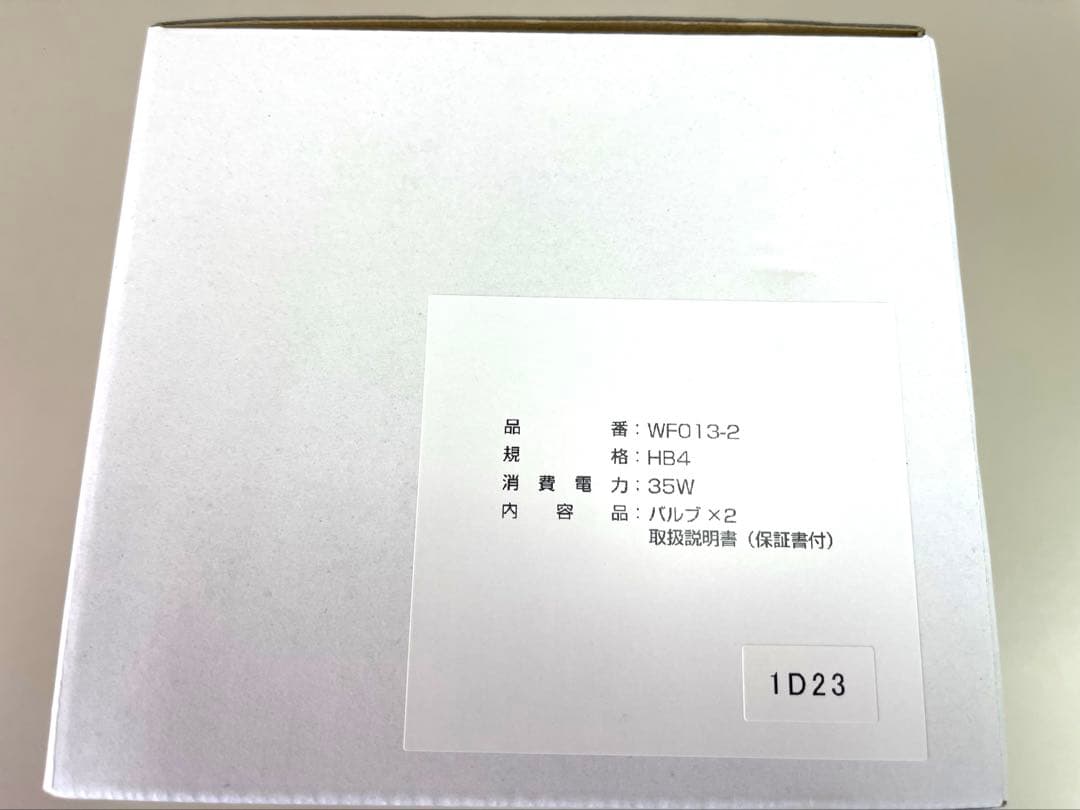 品番：WF013-2
規格：HB4
消費電力：35W
内容品：バルブ×2
取扱説明書（保証書付）
1D23